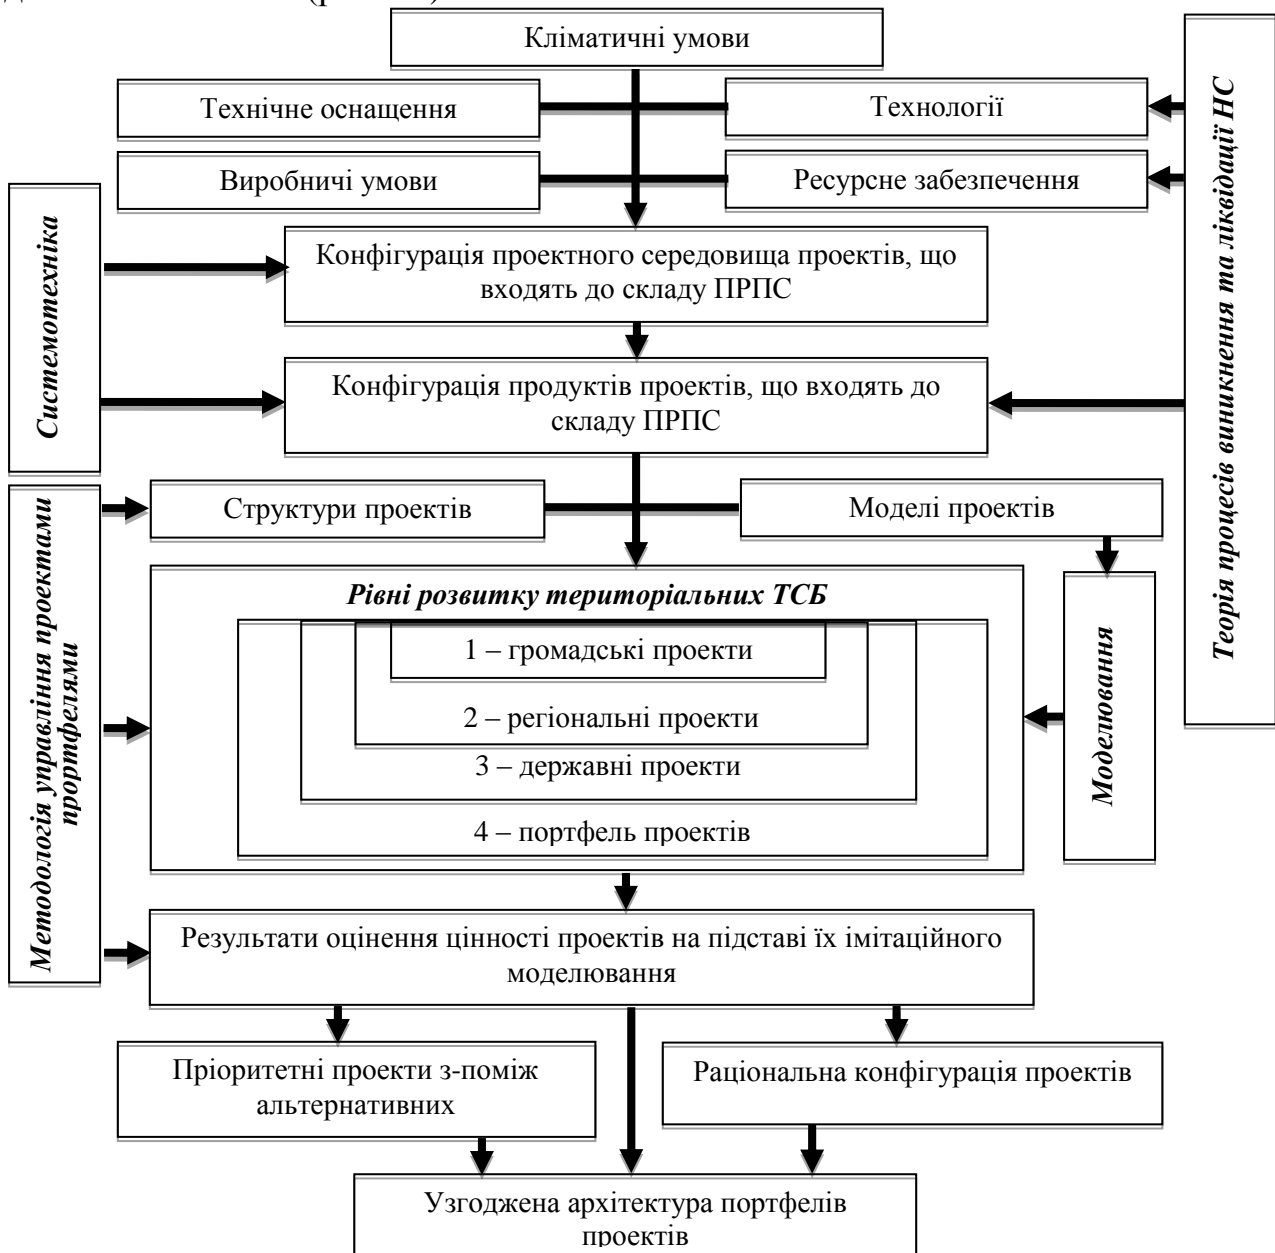 Кліматичні умови
Технічне оснащення
Технології
Виробничі умови
Ресурсне забезпечення
Конфігурація проектного середовища проектів, що
входять до складу ПРПС
Конфігурація продуктів проектів, що входять до
складу ПРПС
Системотехніка
Теорія процесів виникнення та ліквідації НС
Структури проектів
Моделі проектів
Методологія управління проектами
прортфелями
Рівні розвитку територіальних ТСБ
1 – громадські проекти
2 – регіональні проекти
3 – державні проекти
4 – портфель проектів
Моделювання
Результати оцінення цінності проектів на підставі їх імітаційного
моделювання
Пріоритетні проекти з-поміж
альтернативних
Раціональна конфігурація проектів
Узгоджена архітектура портфелів
проектів